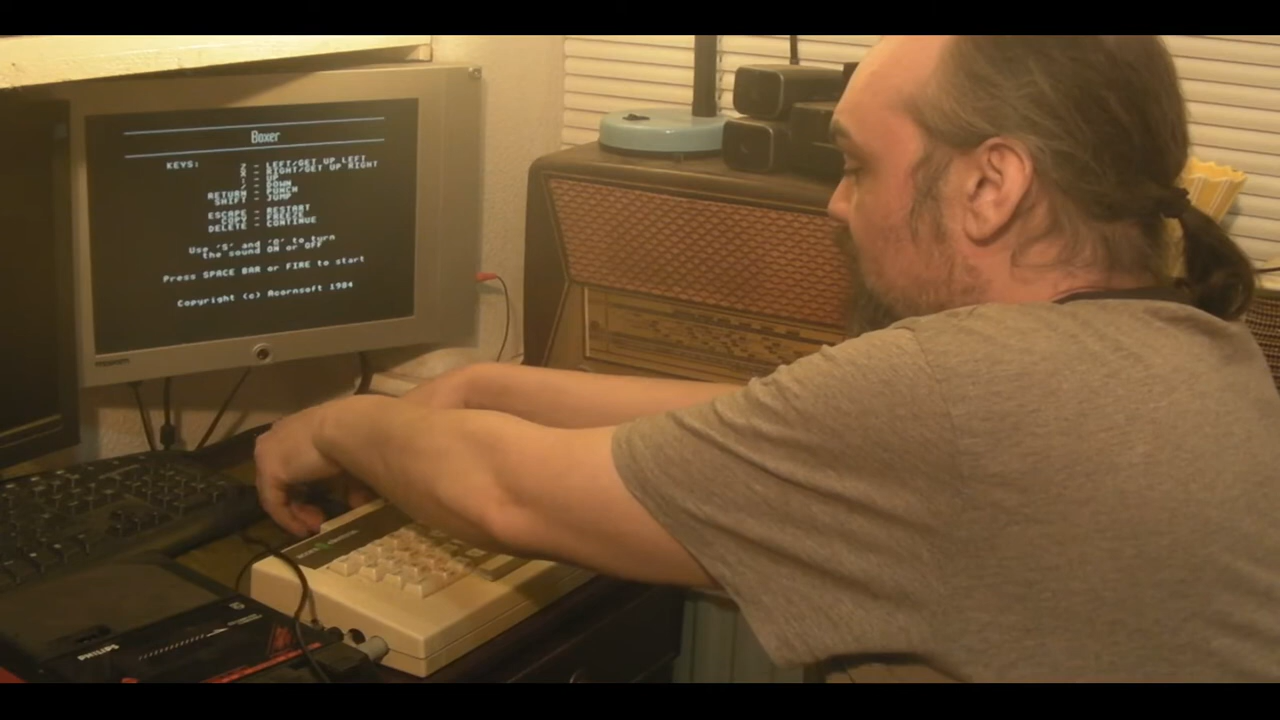 Boxer
KEYS: Z - LEFT/GET UP LEFT
X - RIGHT/GET UP RIGHT
- UP
/ - DOWN
RETURN - PUNCH
SHIFT - JUMP
ESCAPE - RESTART
COPY - FREEZE
DELETE - CONTINUE
Use 'S' and 'Q' to turn
the sound ON or OFF
Press SPACE BAR or FIRE to start
Copyright (c) Acornsoft 1984
PHILIPS